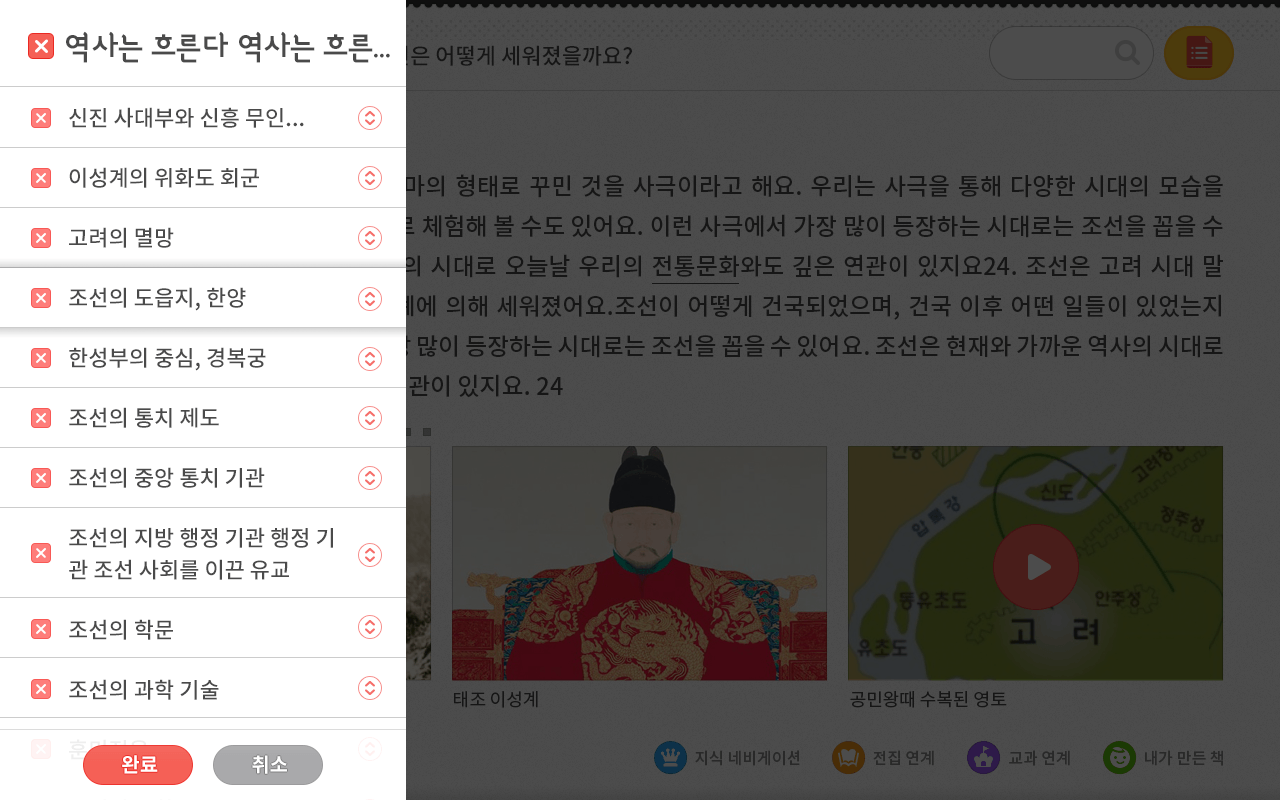 역사는 흐른다 역사는 흐른...
신진 사대부와 신흥 무인...
이성계의 위화도 회군
고려의 멸망
조선의 도읍지, 한양
한성부의 중심, 경복궁
조선의 통치 제도
조선의 중앙 통치 기관
조선의 지방 행정 기관 행정 기
관 조선 사회를 이끈 유교
조선의 학문
조선의 과학 기술
완료
취소
은 어떻게 세워졌을까요?
마의 형태로 꾸민 것을 사극이라고 해요. 우리는 사극을 통해 다양한 시대의 모습을
로 체험해 볼 수도 있어요. 이런 사극에서 가장 많이 등장하는 시대로는 조선을 꼽을 수
의 시대로 오늘날 우리의 전통문화와도 깊은 연관이 있지요24. 조선은 고려 시대 말
계에 의해 세워졌어요.조선이 어떻게 건국되었으며, 건국 이후 어떤 일들이 있었는지
많이 등장하는 시대로는 조선을 꼽을 수 있어요. 조선은 현재와 가까운 역사의 시대로
관이 있지요. 24
안동
신도
고려장성
압록강
정주성
동유초도
안주성
고 려
유초도
태조 이성계
공민왕때 수복된 영토
지식 네비게이션
전집 연계
교과 연계
내가 만든 책